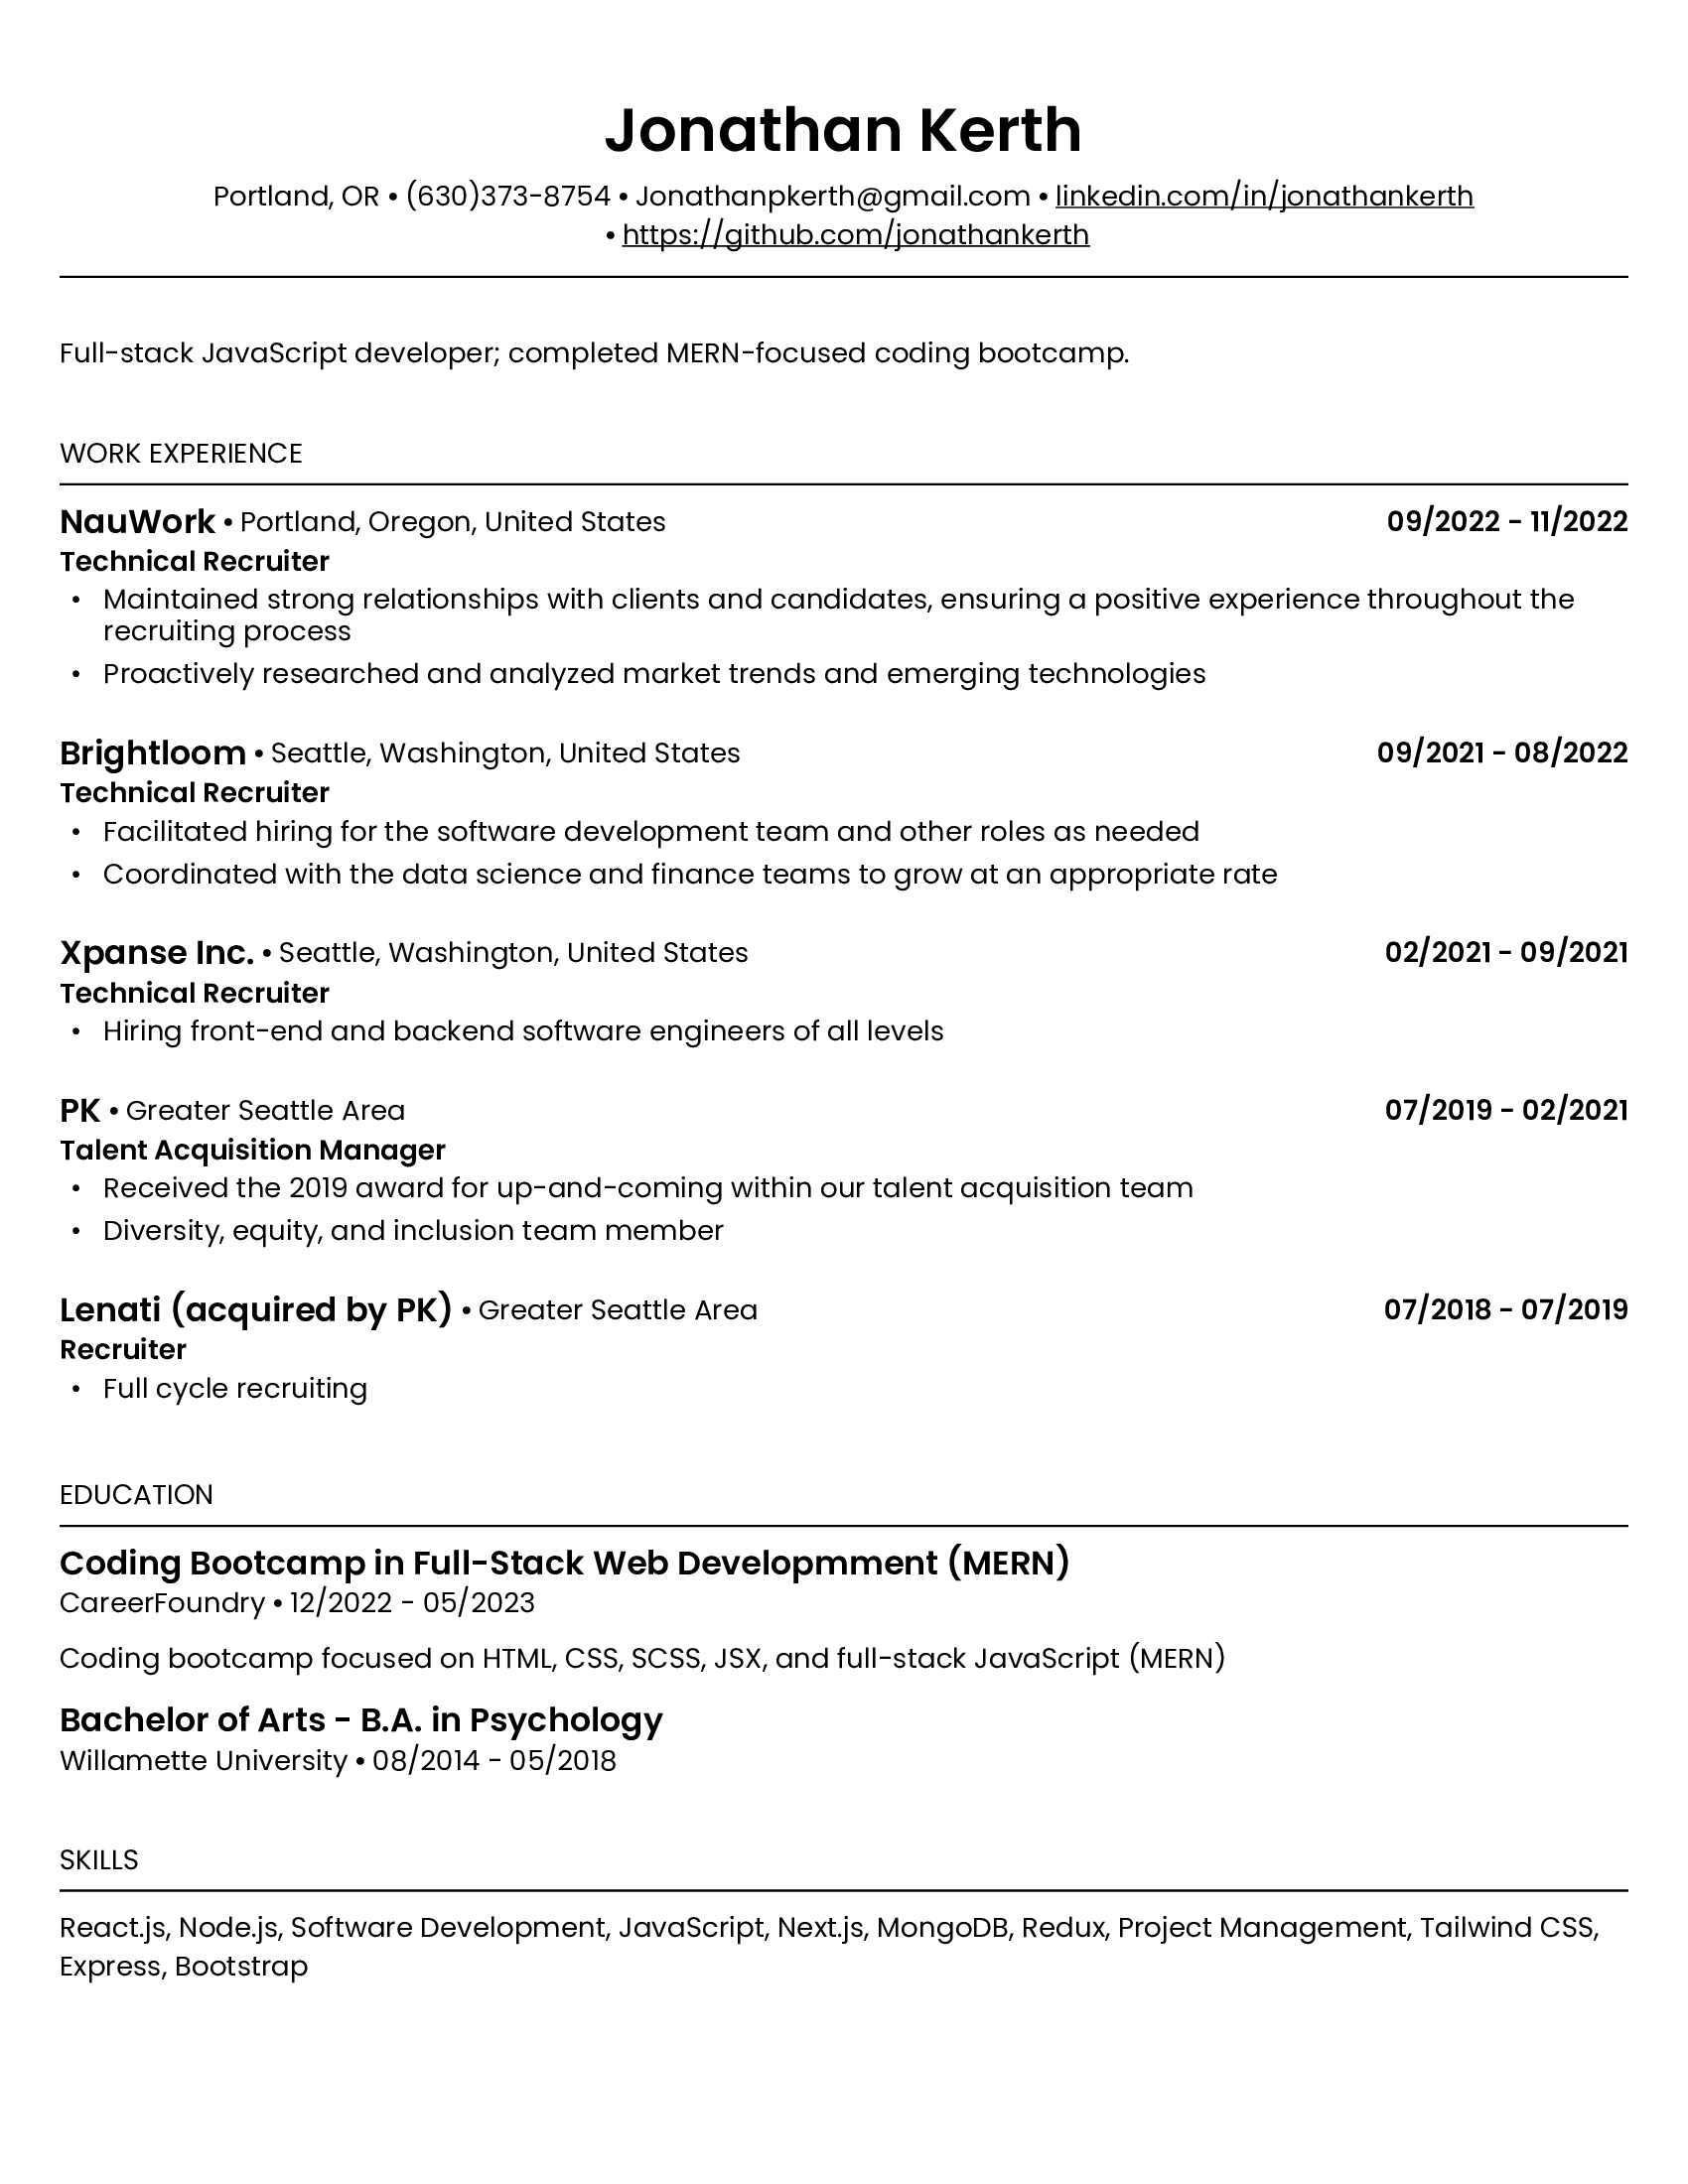 Jonathan Kerth
Portland, OR • (630)373-8754 • Jonathanpkerth@gmail.com • linkedin.com/in/jonathankerth
• https://github.com/jonathankerth
Full-stack JavaScript developer; completed MERN-focused coding bootcamp.
WORK EXPERIENCE
NauWork • Portland, Oregon, United States 09/2022 - 11/2022
Technical Recruiter
• Maintained strong relationships with clients and candidates, ensuring a positive experience throughout the
recruiting process
• Proactively researched and analyzed market trends and emerging technologies
Brightloom • Seattle, Washington, United States 09/2021 - 08/2022
Technical Recruiter
• Facilitated hiring for the software development team and other roles as needed
• Coordinated with the data science and finance teams to grow at an appropriate rate
Xpanse Inc. • Seattle, Washington, United States 02/2021 - 09/2021
Technical Recruiter
• Hiring front-end and backend software engineers of all levels
PK • Greater Seattle Area 07/2019 - 02/2021
Talent Acquisition Manager
• Received the 2019 award for up-and-coming within our talent acquisition team
• Diversity, equity, and inclusion team member
Lenati (acquired by PK) • Greater Seattle Area 07/2018 - 07/2019
Recruiter
• Full cycle recruiting
EDUCATION
Coding Bootcamp in Full-Stack Web Developmment (MERN)
CareerFoundry • 12/2022 - 05/2023
Coding bootcamp focused on HTML, CSS, SCSS, JSX, and full-stack JavaScript (MERN)
Bachelor of Arts - B.A. in Psychology
Willamette University • 08/2014 - 05/2018
SKILLS
React.js, Node.js, Software Development, JavaScript, Next.js, MongoDB, Redux, Project Management, Tailwind CSS,
Express, Bootstrap